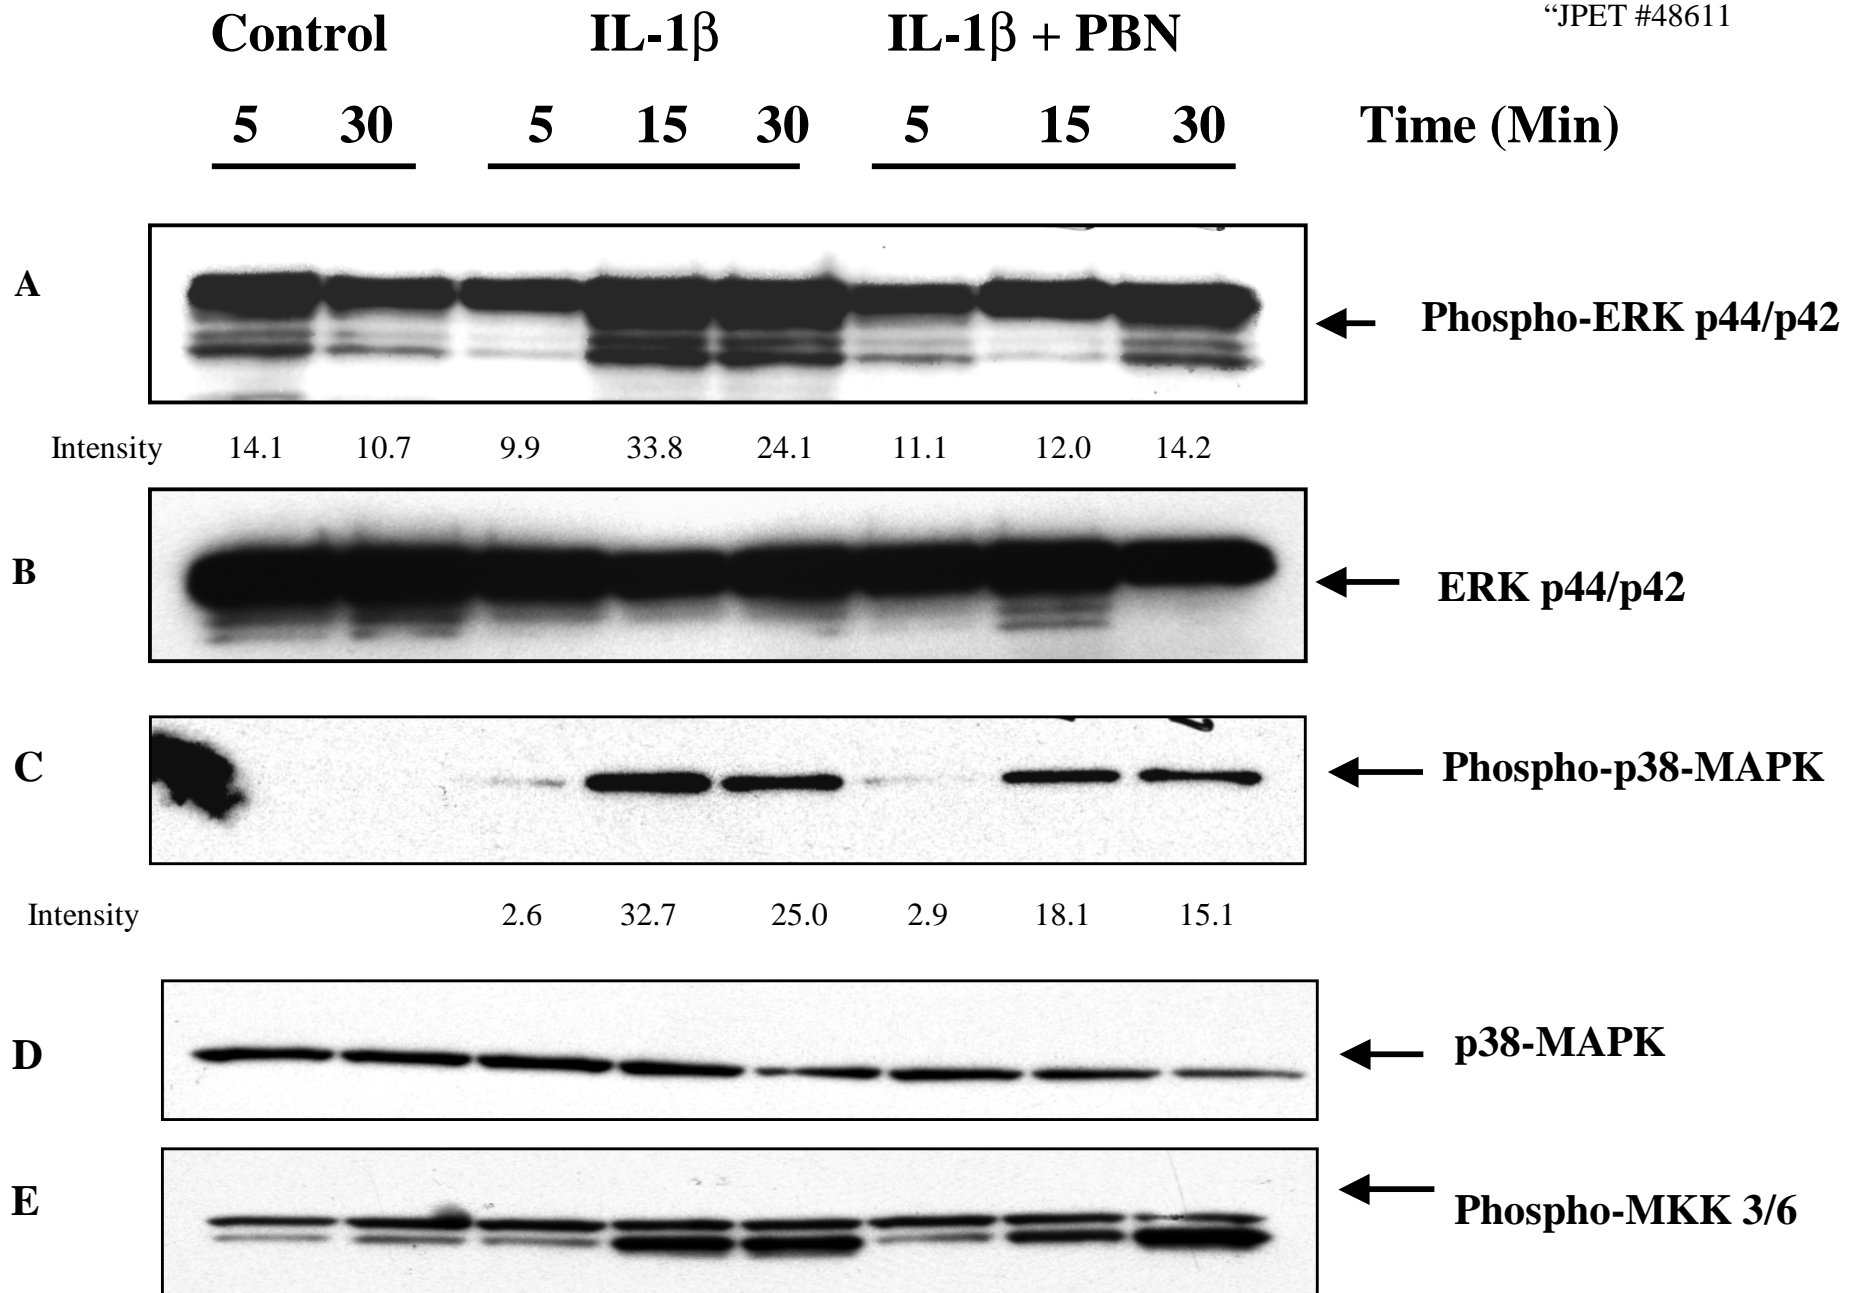 “JPET #48611
Control IL-1β IL-1β + PBN
5 30 5 15 30 5 15 30 Time (Min)
A Phospho-ERK p44/p42
Intensity 14.1 10.7 9.9 33.8 24.1 11.1 12.0 14.2
B ERK p44/p42
C Phospho-p38-MAPK
Intensity 2.6 32.7 25.0 2.9 18.1 15.1
D p38-MAPK
E Phospho-MKK 3/6